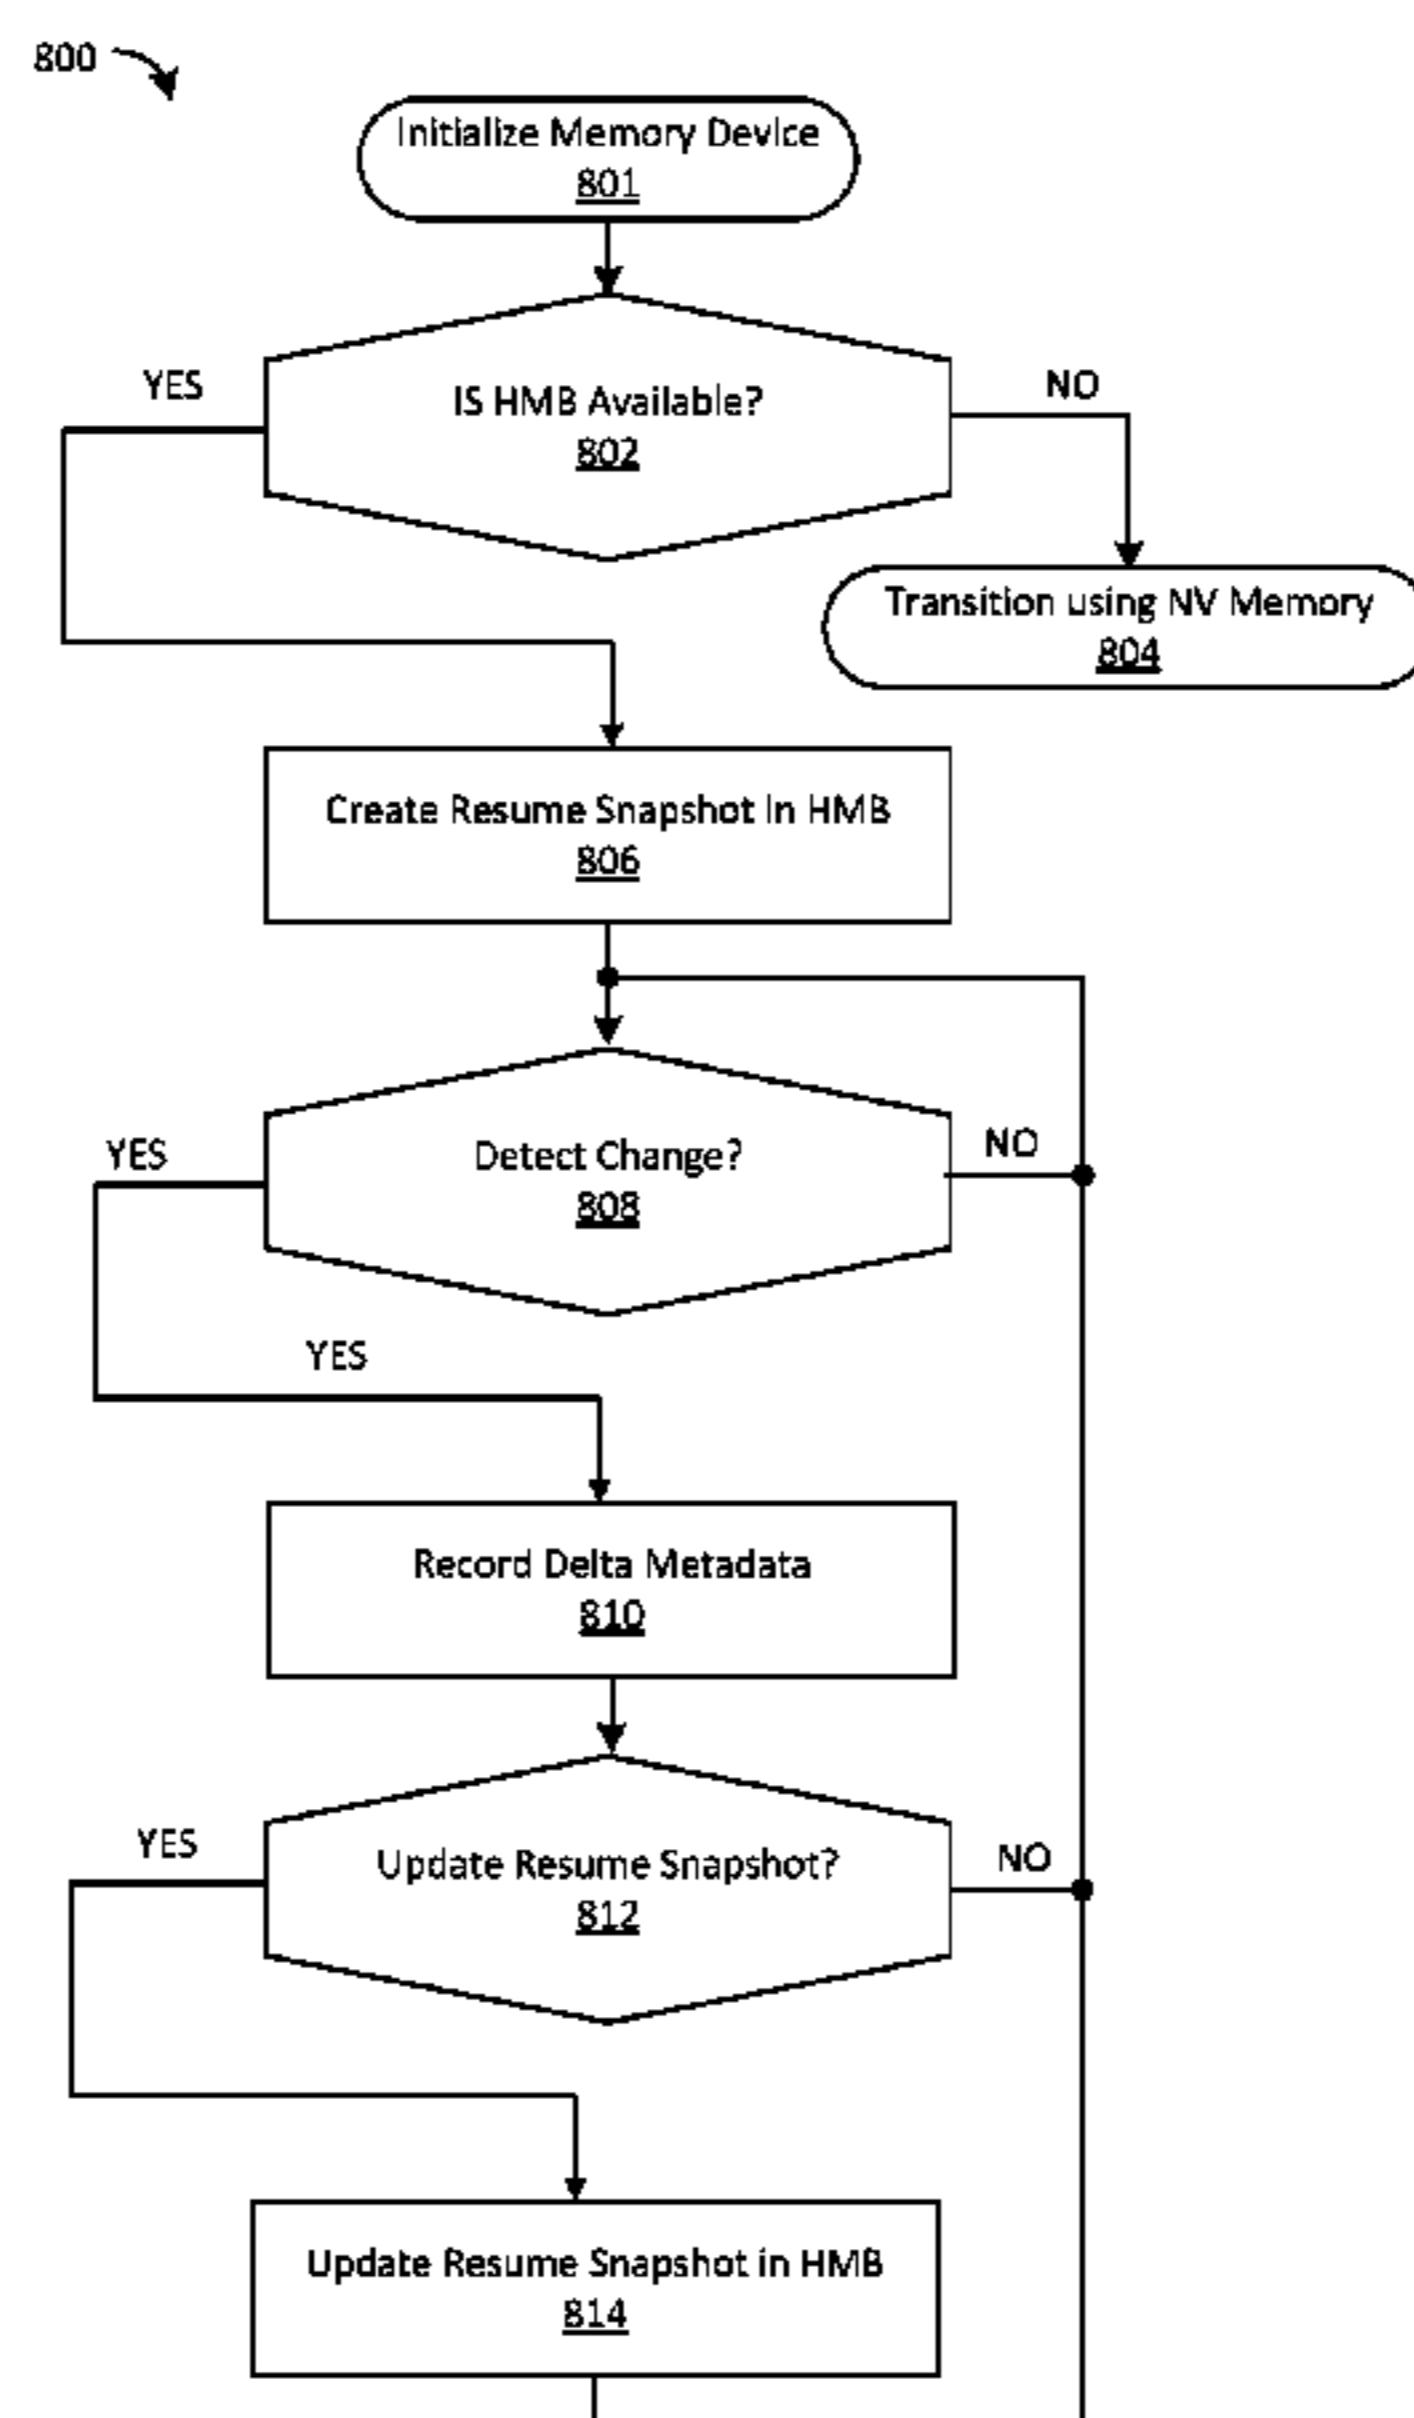 800
Initialize Memory Device
801
YES
IS HMB Available?
NO
802
Transition using NV Memory
804
Create Resume Snapshot in HMB
806
YES
Detect Change?
NO
808
YES
Record Delta Metadata
810
YES
Update Resume Snapshot?
NO
812
Update Resume Snapshot in HMB
814